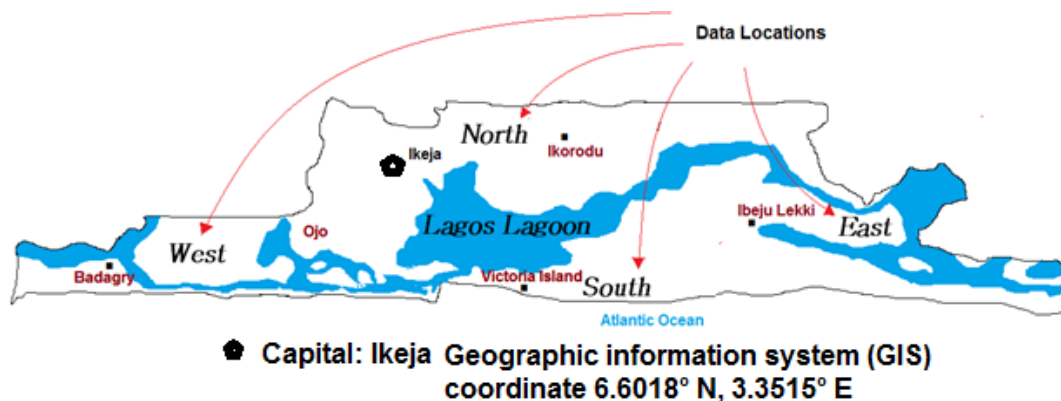 Data Locations
North
Ikorodu
Ikeja
Lagos Lagoon
Ibeju Lekki
East
Ojo
West
Badagry
Victoria Island
South
Atlantic Ocean
Capital: Ikeja Geographic information system (GIS)
coordinate 6.6018° N, 3.3515° E